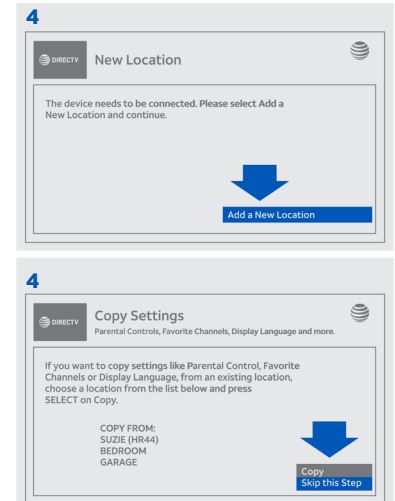 4
DIRECTV
New Location
The device needs to be connected. Please select Add a
New Location and continue.
Add a New Location
4
DIRECTV
Copy Settings
Parental Controls, Favorite Channels, Display Language and more.
If you want to copy settings like Parental Control, Favorite
Channels or Display Language, from an existing location,
choose a location from the list below and press
SELECT on Copy.
COPY FROM:
SUZIE (HR44)
BEDROOM
GARAGE
Copy
Skip this Step